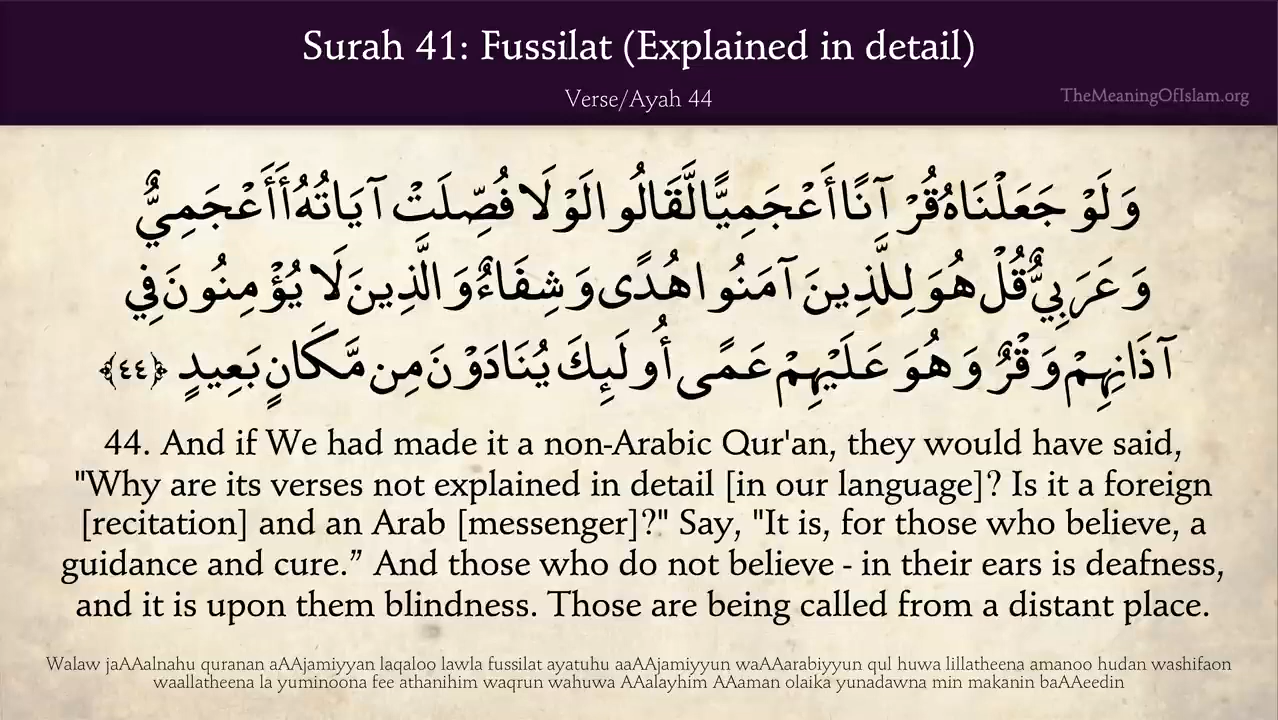 Surah 41: Fussilat (Explained in detail)
Verse/Ayah 44
TheMeaningOfIslam.org
وَلَوْ جَعَلْنَاهُ قُرْآنًا أَعْجَمِيًّا لَّقَالُوا لَوْلَا فُصِّلَتْ آيَاتُهُ أَأَعْجَمِيٌّ
وَعَرَبِيٌّ قُلْ هُوَ لِلَّذِينَ آمَنُوا هُدًى وَشِفَاءٌ وَالَّذِينَ لَا يُؤْمِنُونَ فِي
آذَانِهِمْ وَقْرٌ وَهُوَ عَلَيْهِمْ عَمًى أُولَٰئِكَ يُنَادَوْنَ مِن مَّكَانٍ بَعِيدٍ ﴿٤٤﴾
44. And if We had made it a non-Arabic Qur'an, they would have said,
"Why are its verses not explained in detail [in our language]? Is it a foreign
[recitation] and an Arab [messenger]?" Say, "It is, for those who believe, a
guidance and cure.” And those who do not believe - in their ears is deafness,
and it is upon them blindness. Those are being called from a distant place.
Walaw jaAAalnahu quranan aAAjamiyyan laqaloo lawla fussilat ayatuhu aaAAjamiyyun waAAarabiyyun qul huwa lillatheena amanoo hudan washifaon
waallatheena la yuminoona fee athanihim waqrun wahuwa AAalayhim AAaman olaika yunadawna min makanin baAAeedin